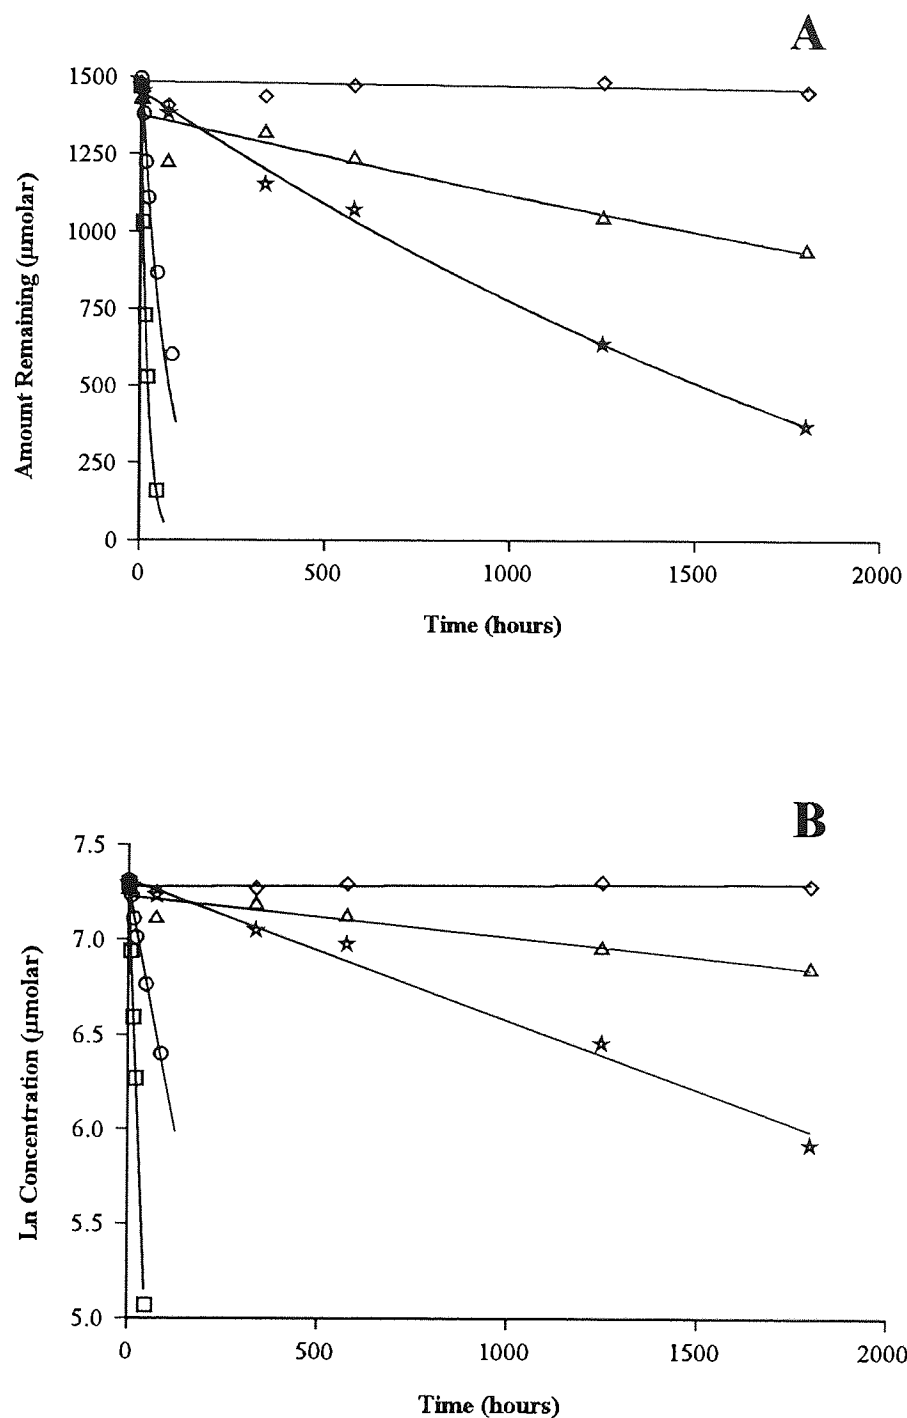 A
1500
1250
1000
750
500
250
0
Amount Remaining (µmolar)
0 500 1000 1500 2000
Time (hours)
B
7.5
7.0
6.5
6.0
5.5
5.0
Ln Concentration (µmolar)
0 500 1000 1500 2000
Time (hours)